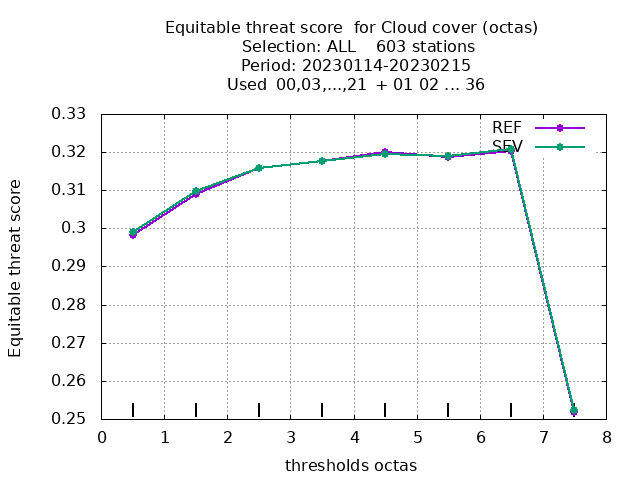 Equitable threat score for Cloud cover (octas)
Selection: ALL 603 stations
Period: 20230114-20230215
Used 00,03,...,21 + 01 02 ... 36
REF
SEV
Equitable threat score
0.33
0.32
0.31
0.3
0.29
0.28
0.27
0.26
0.25
0 1 2 3 4 5 6 7 8
thresholds octas